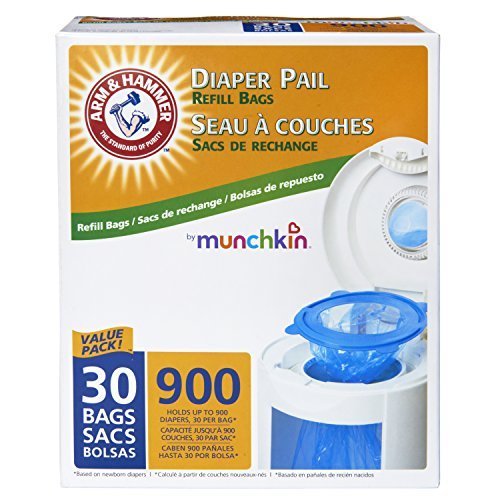 ARM & HAMMER
THE STANDARD OF PURITY
TM
DIAPER PAIL
REFILL BAGS
SEAU À COUCHES
SACS DE RECHANGE
Refill Bags / Sacs de rechange / Bolsas de repuesto
by munchkin
VALUE
PACK!
30
BAGS
SACS
BOLSAS
900
HOLDS UP TO 900
DIAPERS, 30 PER BAG*
CAPACITÉ JUSQU'À 900
COUCHES, 30 PAR SAC*
CABEN 900 PAÑALES
HASTA 30 POR BOLSA*
*Based on newborn diapers | *Calculé à partir de couches nouveaux-nés | *Basado en pañales de recién nacidos